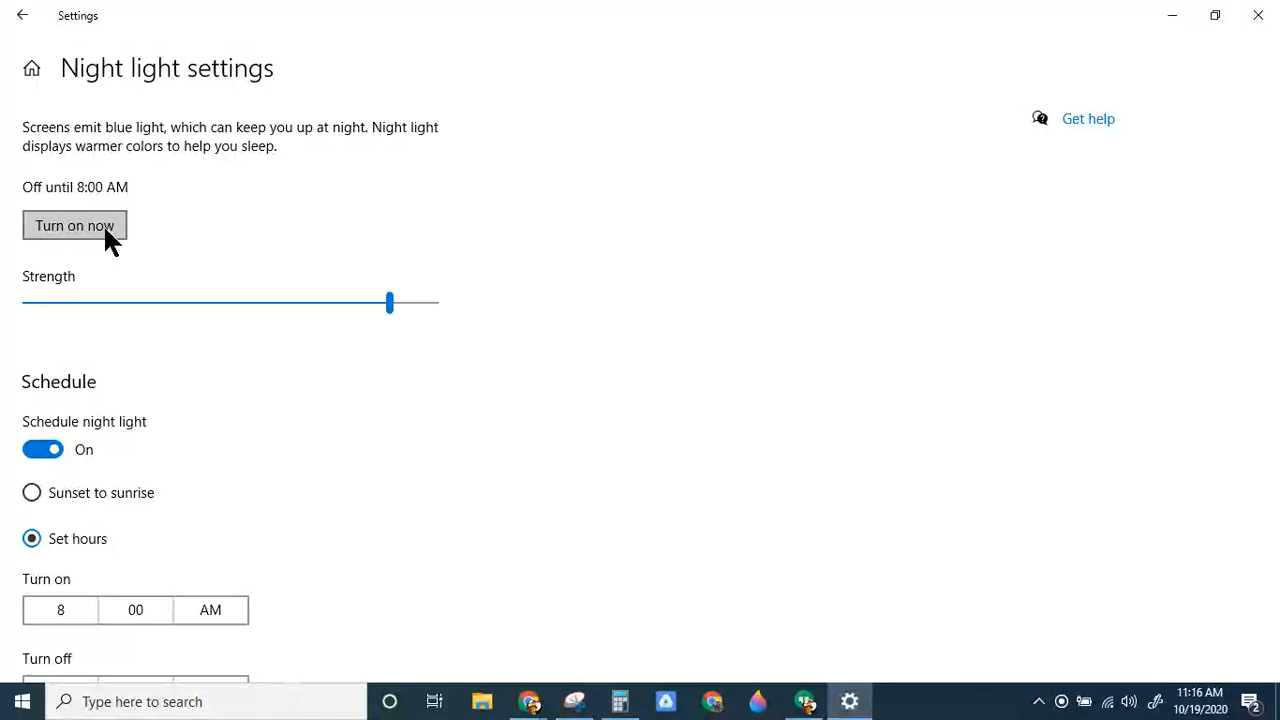 Settings
Night light settings
Screens emit blue light, which can keep you up at night. Night light
displays warmer colors to help you sleep.
Get help
Off until 8:00 AM
Turn on now
Strength
Schedule
Schedule night light
On
Sunset to sunrise
Set hours
Turn on
8 00 AM
Turn off
Type here to search
11:16 AM
10/19/2020
2